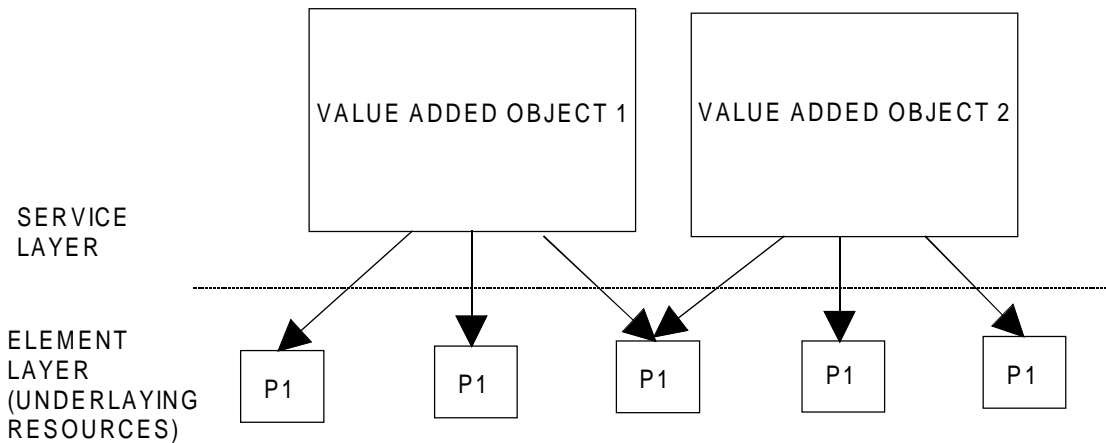 VALUE ADDED OBJECT 1
VALUE ADDED OBJECT 2
SERVICE
LAYER
ELEMENT
LAYER
(UNDERLAYING
RESOURCES)
P1
P1
P1
P1
P1